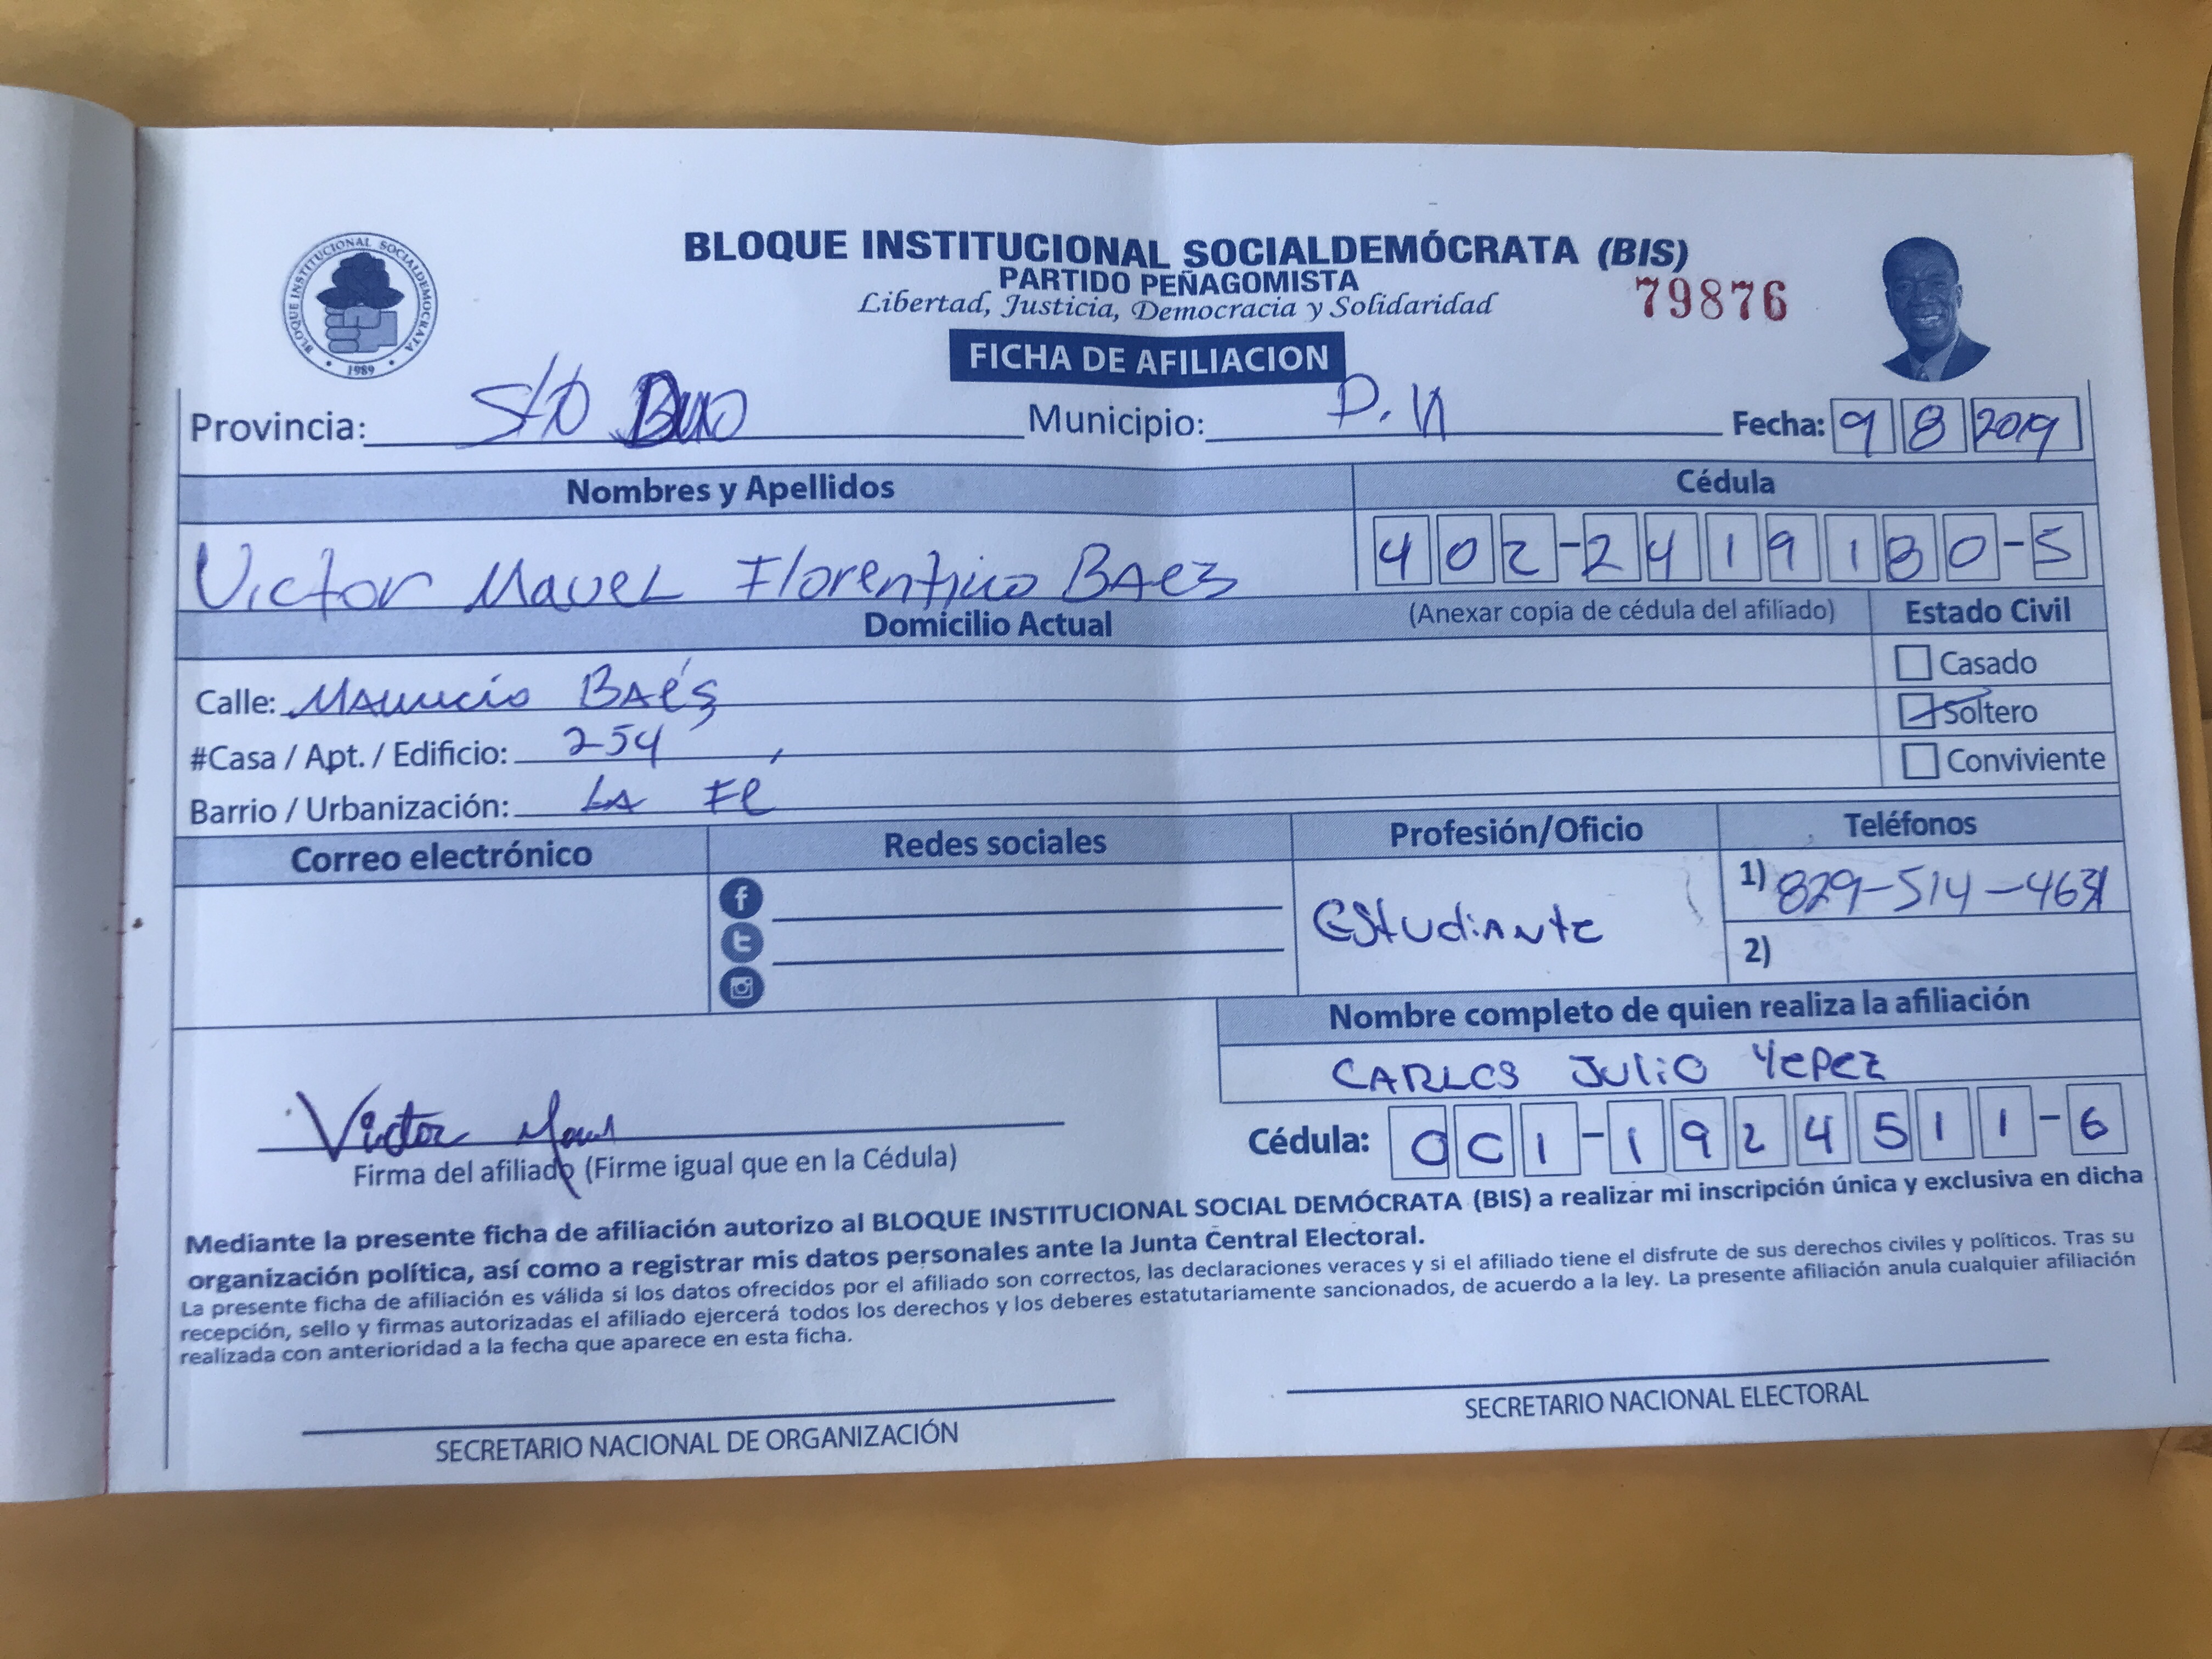 BLOQUE INSTITUCIONAL SOCIALDEMOCRATA
1989
BLOQUE INSTITUCIONAL SOCIALDEMÓCRATA (BIS)
PARTIDO PEÑAGOMISTA
Libertad, Justicia, Democracia y Solidaridad
79876
FICHA DE AFILIACION
Provincia: S/O Municipio: D.N Fecha: 9 8 2019
Nombres y Apellidos Cédula
Victor Mauel Florentino BAez 402-2419180-5
Domicilio Actual (Anexar copia de cédula del afiliado) Estado Civil
Calle: MAuricio BAéz Casado
#Casa / Apt. / Edificio: 254 Soltero
Barrio / Urbanización: LA Fe Conviviente
Correo electrónico Redes sociales Profesión/Oficio Teléfonos
EStudiANte 1) 829-514-4631
2)
Nombre completo de quien realiza la afiliación
CARLOS JuliO YePez
Victor
Firma del afiliado (Firme igual que en la Cédula) Cédula: 001-1924511-6
Mediante la presente ficha de afiliación autorizo al BLOQUE INSTITUCIONAL SOCIAL DEMÓCRATA (BIS) a realizar mi inscripción única y exclusiva en dicha
organización política, así como a registrar mis datos personales ante la Junta Central Electoral.
La presente ficha de afiliación es válida si los datos ofrecidos por el afiliado son correctos, las declaraciones veraces y si el afiliado tiene el disfrute de sus derechos civiles y políticos. Tras su
recepción, sello y firmas autorizadas el afiliado ejercerá todos los derechos y los deberes estatutariamente sancionados, de acuerdo a la ley. La presente afiliación anula cualquier afiliación
realizada con anterioridad a la fecha que aparece en esta ficha.
SECRETARIO NACIONAL DE ORGANIZACIÓN SECRETARIO NACIONAL ELECTORAL